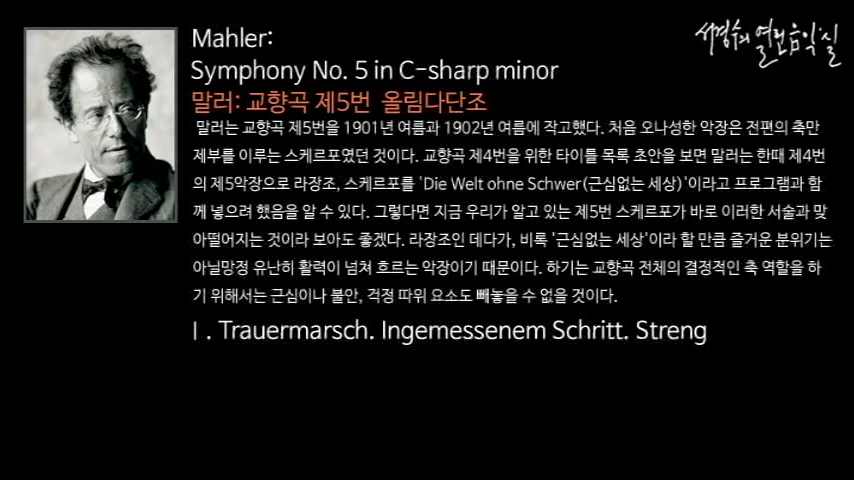 서경수의 열린음악실
Mahler:
Symphony No. 5 in C-sharp minor
말러: 교향곡 제5번 올림다단조
말러는 교향곡 제5번을 1901년 여름과 1902년 여름에 작고했다. 처음 오나성한 악장은 전편의 축만
제부를 이루는 스케르포였던 것이다. 교향곡 제4번을 위한 타이틀 목록 초안을 보면 말러는 한때 제4번
의 제5악장으로 라장조, 스케르포를 'Die Welt ohne Schwer(근심없는 세상)'이라고 프로그램과 함
께 넣으려 했음을 알 수 있다. 그렇다면 지금 우리가 알고 있는 제5번 스케르포가 바로 이러한 서술과 맞
아떨어지는 것이라 보아도 좋겠다. 라장조인 데다가, 비록 '근심없는 세상'이라 할 만큼 즐거운 분위기는
아닐망정 유난히 활력이 넘쳐 흐르는 악장이기 때문이다. 하기는 교향곡 전체의 결정적인 축 역할을 하
기 위해서는 근심이나 불안, 걱정 따위 요소도 빼놓을 수 없을 것이다.
Ⅰ. Trauermarsch. Ingemessenem Schritt. Streng